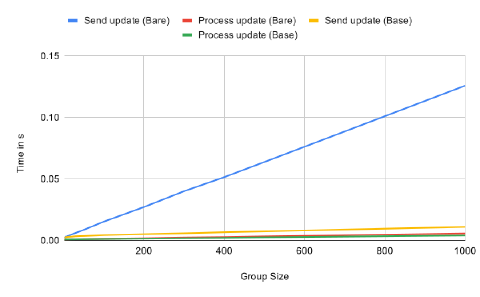 Send update (Bare) Process update (Bare) Send update (Base)
Process update (Base)
0.15
0.10
0.05
0.00
Time in s
200 400 600 800 1000
Group Size